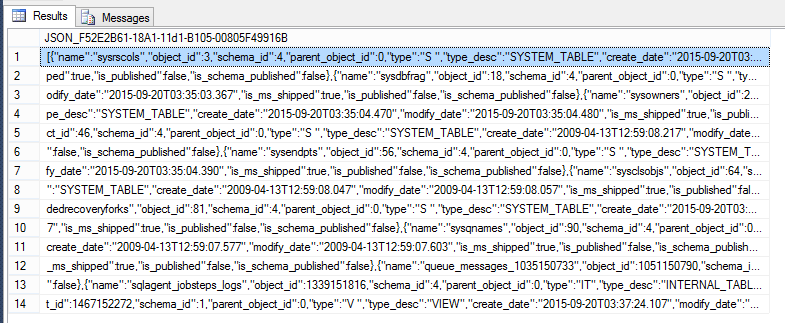 Results Messages
JSON_F52E2B61-18A1-11d1-B105-00805F49916B
1 [{"name":"sysrscols","object_id":3,"schema_id":4,"parent_object_id":0,"type":"S ","type_desc":"SYSTEM_TABLE","create_date":"2015-09-20T03:...
2 ped":true,"is_published":false,"is_schema_published":false},{"name":"sysdbfrag","object_id":18,"schema_id":4,"parent_object_id":0,"type":"S ","ty...
3 odify_date":"2015-09-20T03:35:03.367","is_ms_shipped":true,"is_published":false,"is_schema_published":false},{"name":"sysowners","object_id":2...
4 pe_desc":"SYSTEM_TABLE","create_date":"2015-09-20T03:35:04.470","modify_date":"2015-09-20T03:35:04.480","is_ms_shipped":true,"is_publi...
5 ct_id":46,"schema_id":4,"parent_object_id":0,"type":"S ","type_desc":"SYSTEM_TABLE","create_date":"2009-04-13T12:59:08.217","modify_date...
6 ":false,"is_schema_published":false},{"name":"sysendpts","object_id":56,"schema_id":4,"parent_object_id":0,"type":"S ","type_desc":"SYSTEM_T...
7 fy_date":"2015-09-20T03:35:04.390","is_ms_shipped":true,"is_published":false,"is_schema_published":false},{"name":"sysclsobjs","object_id":64,"s...
8 ":"SYSTEM_TABLE","create_date":"2009-04-13T12:59:08.047","modify_date":"2009-04-13T12:59:08.057","is_ms_shipped":true,"is_published":fal...
9 dedrecoveryforks","object_id":81,"schema_id":4,"parent_object_id":0,"type":"S ","type_desc":"SYSTEM_TABLE","create_date":"2015-09-20T03:...
10 7","is_ms_shipped":true,"is_published":false,"is_schema_published":false},{"name":"sysqnames","object_id":90,"schema_id":4,"parent_object_id":0...
11 create_date":"2009-04-13T12:59:07.577","modify_date":"2009-04-13T12:59:07.603","is_ms_shipped":true,"is_published":false,"is_schema_publish...
12 _ms_shipped":true,"is_published":false,"is_schema_published":false},{"name":"queue_messages_1035150733","object_id":1051150790,"schema_i...
13 ":false},{"name":"sqlagent_jobsteps_logs","object_id":1339151816,"schema_id":4,"parent_object_id":0,"type":"IT","type_desc":"INTERNAL_TABL...
14 t_id":1467152272,"schema_id":1,"parent_object_id":0,"type":"V ","type_desc":"VIEW","create_date":"2015-09-20T03:37:24.107","modify_date":"...